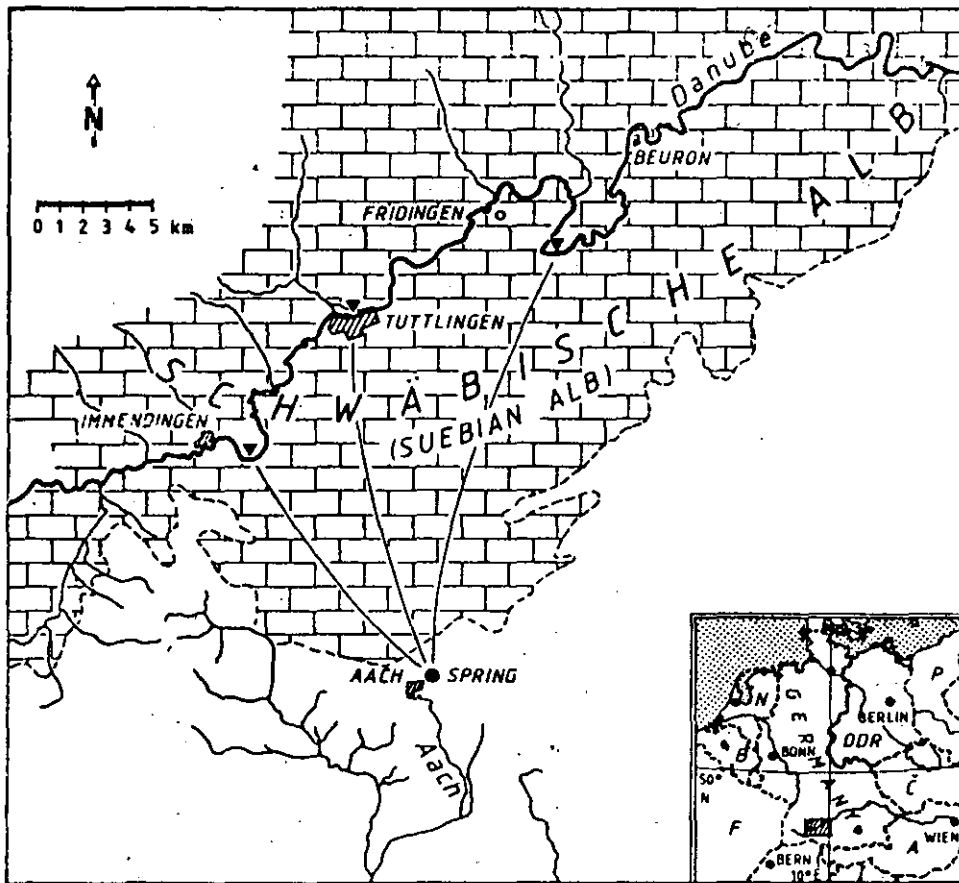 Danube
N
BEURON
FRIDINGEN
0 1 2 3 4 5 km
TUTTLINGEN
SCHWÄBISCHE ALB
(SUEBIAN ALB)
IMMENDINGEN
AACH SPRING
Aach
P
N
GERMANY
BERLIN
B
BONN
DDR
50°
N
Č
F
WIEN
A
BERN
10° E
I